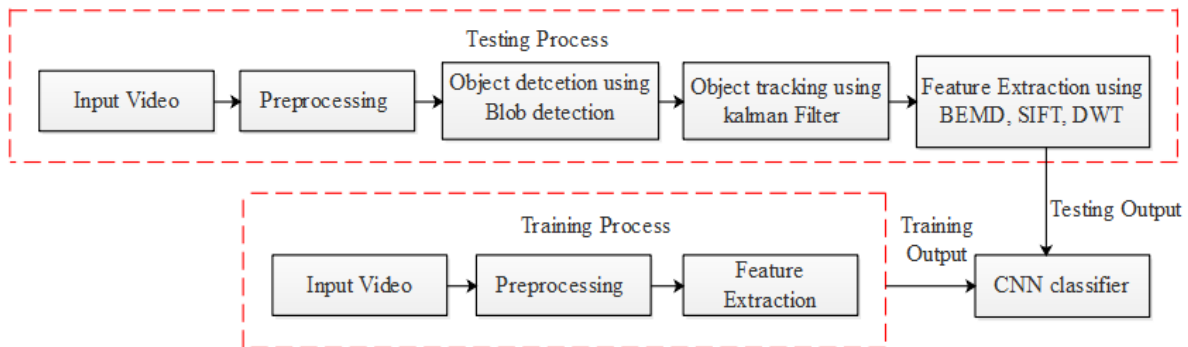 Testing Process
Input Video
Preprocessing
Object detcetion using
Blob detection
Object tracking using
kalman Filter
Feature Extraction using
BEMD, SIFT, DWT
Testing Output
Training Process
Input Video
Preprocessing
Feature
Extraction
Training
Output
CNN classifier